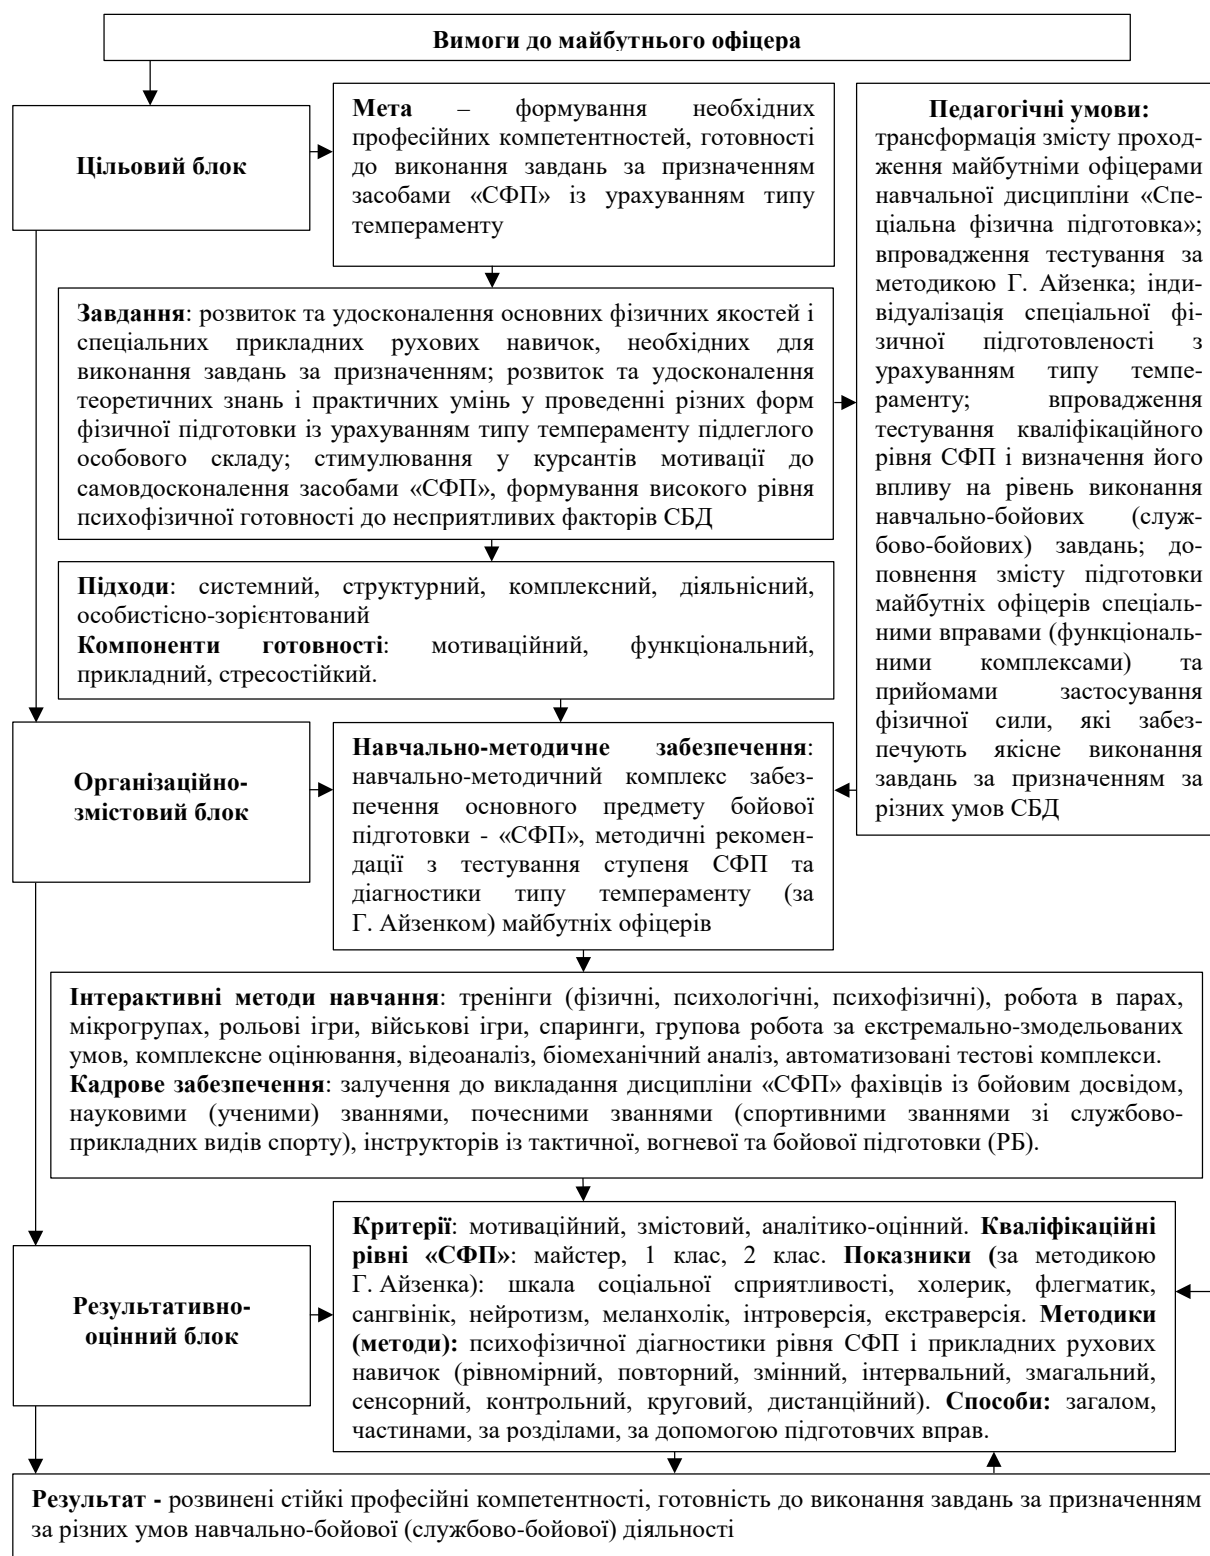 Вимоги до майбутнього офіцера
Цільовий блок
Мета – формування необхідних
професійних компетентностей, готовності
до виконання завдань за призначенням
засобами «СФП» із урахуванням типу
темпераменту
Педагогічні умови:
трансформація змісту проход-
ження майбутніми офіцерами
навчальної дисципліни «Спе-
ціальна фізична підготовка»;
впровадження тестування за
методикою Г. Айзенка; інди-
відуалізація спеціальної фі-
зичної підготовленості з
урахуванням типу темпе-
раменту; впровадження
тестування кваліфікаційного
рівня СФП і визначення його
впливу на рівень виконання
навчально-бойових (служ-
бово-бойових) завдань; до-
повнення змісту підготовки
майбутніх офіцерів спеціаль-
ними вправами (функціональ-
ними комплексами) та
прийомами застосування
фізичної сили, які забез-
печують якісне виконання
завдань за призначенням за
різних умов СБД
Завдання: розвиток та удосконалення основних фізичних якостей і
спеціальних прикладних рухових навичок, необхідних для
виконання завдань за призначенням; розвиток та удосконалення
теоретичних знань і практичних умінь у проведенні різних форм
фізичної підготовки із урахуванням типу темпераменту підлеглого
особового складу; стимулювання у курсантів мотивації до
самовдосконалення засобами «СФП», формування високого рівня
психофізичної готовності до несприятливих факторів СБД
Підходи: системний, структурний, комплексний, діяльнісний,
особистісно-зорієнтований
Компоненти готовності: мотиваційний, функціональний,
прикладний, стресостійкий.
Організаційно-
змістовий блок
Навчально-методичне забезпечення:
навчально-методичний комплекс забез-
печення основного предмету бойової
підготовки - «СФП», методичні рекомен-
дації з тестування ступеня СФП та
діагностики типу темпераменту (за
Г. Айзенком) майбутніх офіцерів
Інтерактивні методи навчання: тренінги (фізичні, психологічні, психофізичні), робота в парах,
мікрогрупах, рольові ігри, військові ігри, спаринги, групова робота за екстремально-змодельованих
умов, комплексне оцінювання, відеоаналіз, біомеханічний аналіз, автоматизовані тестові комплекси.
Кадрове забезпечення: залучення до викладання дисципліни «СФП» фахівців із бойовим досвідом,
науковими (ученими) званнями, почесними званнями (спортивними званнями зі службово-
прикладних видів спорту), інструкторів із тактичної, вогневої та бойової підготовки (РБ).
Результативно-
оцінний блок
Критерії: мотиваційний, змістовий, аналітико-оцінний. Кваліфікаційні
рівні «СФП»: майстер, 1 клас, 2 клас. Показники (за методикою
Г. Айзенка): шкала соціальної сприятливості, холерик, флегматик,
сангвінік, нейротизм, меланхолік, інтроверсія, екстраверсія. Методики
(методи): психофізичної діагностики рівня СФП і прикладних рухових
навичок (рівномірний, повторний, змінний, інтервальний, змагальний,
сенсорний, контрольний, круговий, дистанційний). Способи: загалом,
частинами, за розділами, за допомогою підготовчих вправ.
Результат - розвинені стійкі професійні компетентності, готовність до виконання завдань за призначенням
за різних умов навчально-бойової (службово-бойової) діяльності